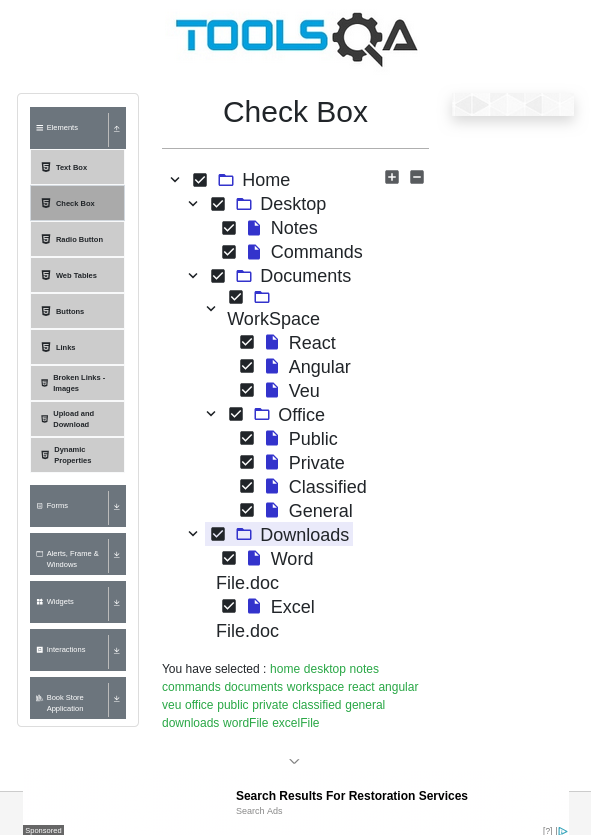 TOOLSQA
Check Box
Elements
Text Box
Check Box
Radio Button
Web Tables
Buttons
Links
Broken Links -
Images
Upload and
Download
Dynamic
Properties
Forms
Alerts, Frame &
Windows
Widgets
Interactions
Book Store
Application
Home
Desktop
Notes
Commands
Documents
WorkSpace
React
Angular
Veu
Office
Public
Private
Classified
General
Downloads
Word
File.doc
Excel
File.doc
You have selected : home desktop notes
commands documents workspace react angular
veu office public private classified general
downloads wordFile excelFile
Search Results For Restoration Services
Search Ads
Sponsored
[?]